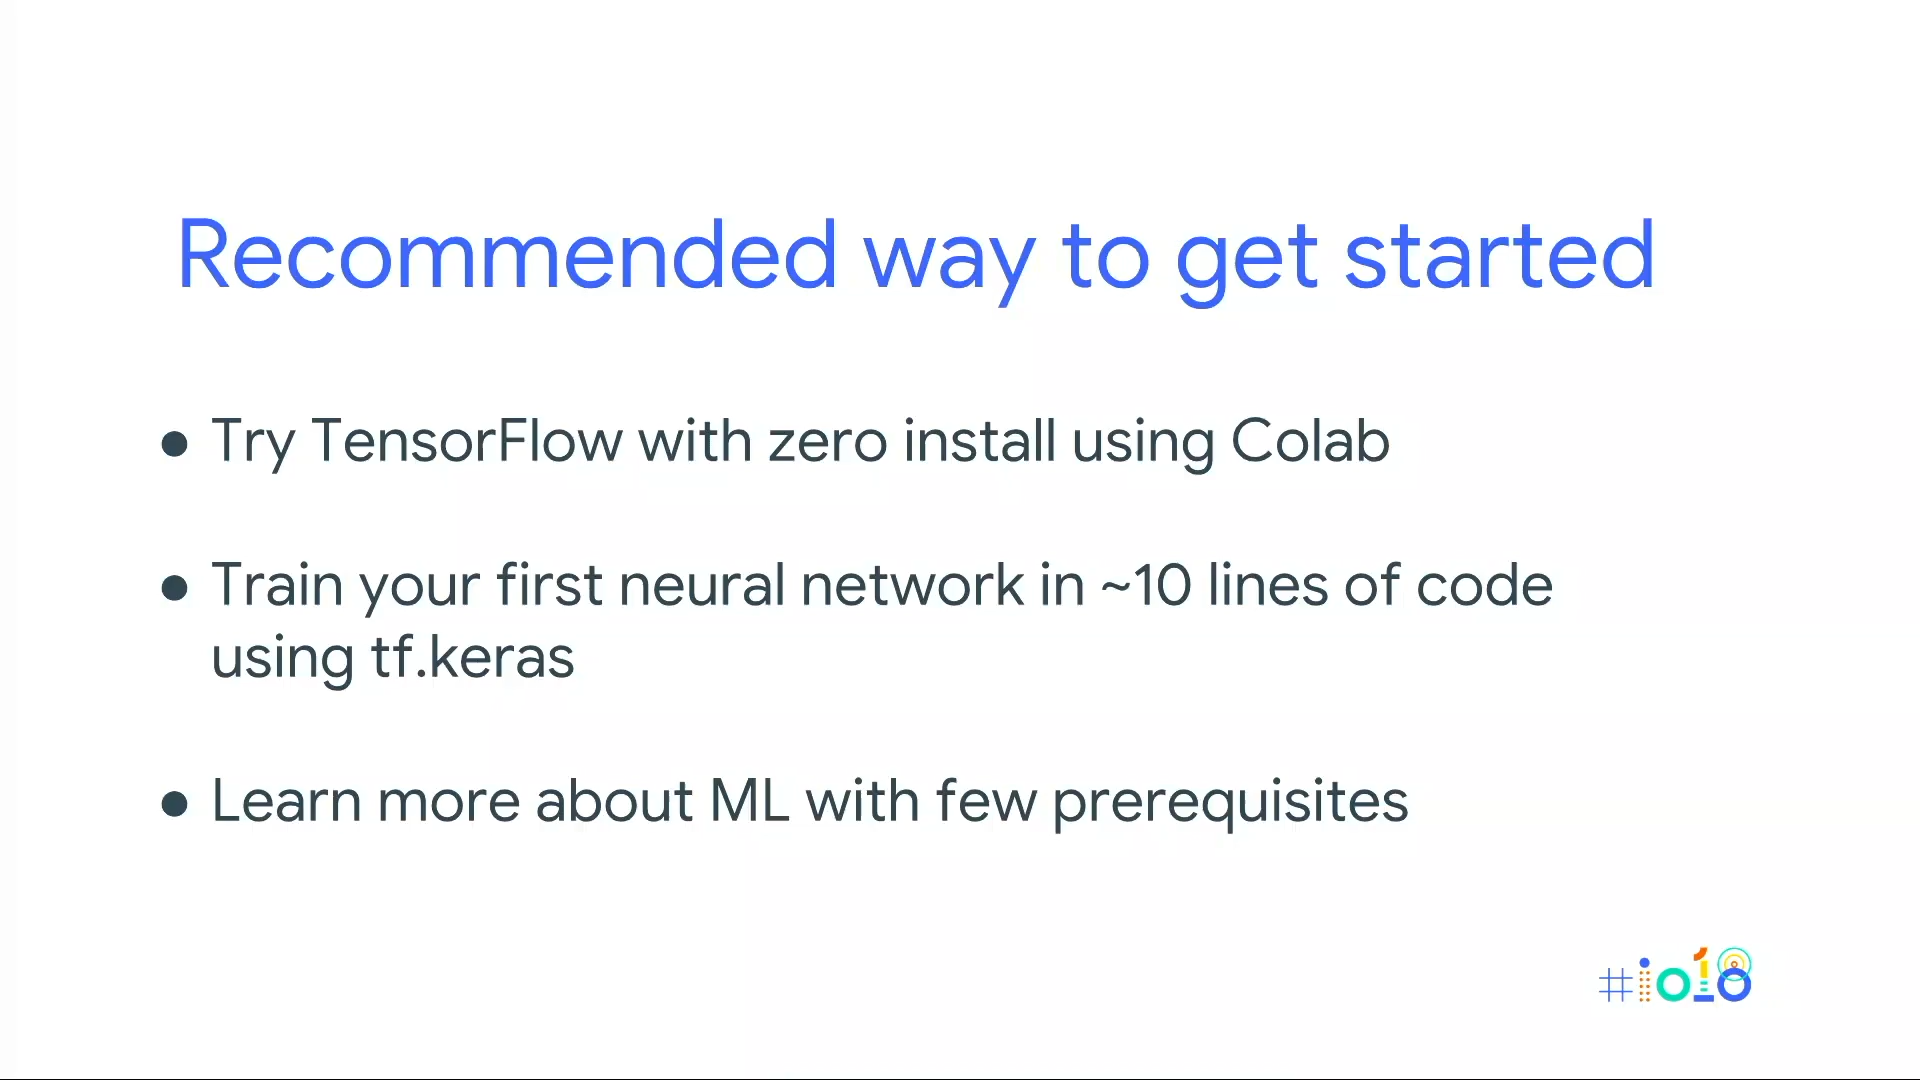 Recommended way to get started
● Try TensorFlow with zero install using Colab
● Train your first neural network in ~10 lines of code
using tf.keras
● Learn more about ML with few prerequisites
#io18